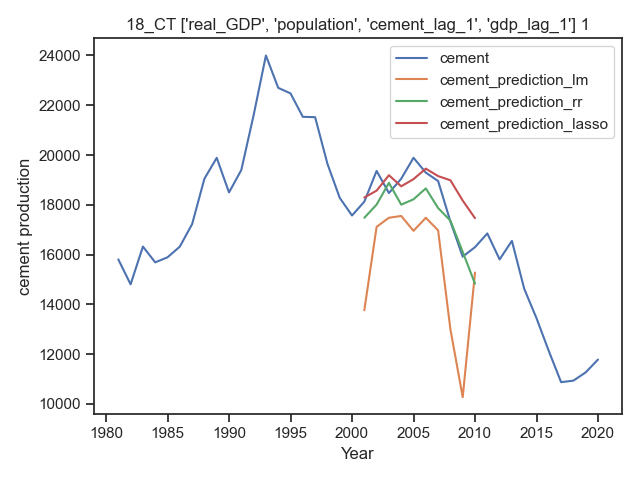 18_CT ['real_GDP', 'population', 'cement_lag_1', 'gdp_lag_1'] 1
cement
cement_prediction_lm
cement_prediction_rr
cement_prediction_lasso
cement production
24000
22000
20000
18000
16000
14000
12000
10000
1980 1985 1990 1995 2000 2005 2010 2015 2020
Year